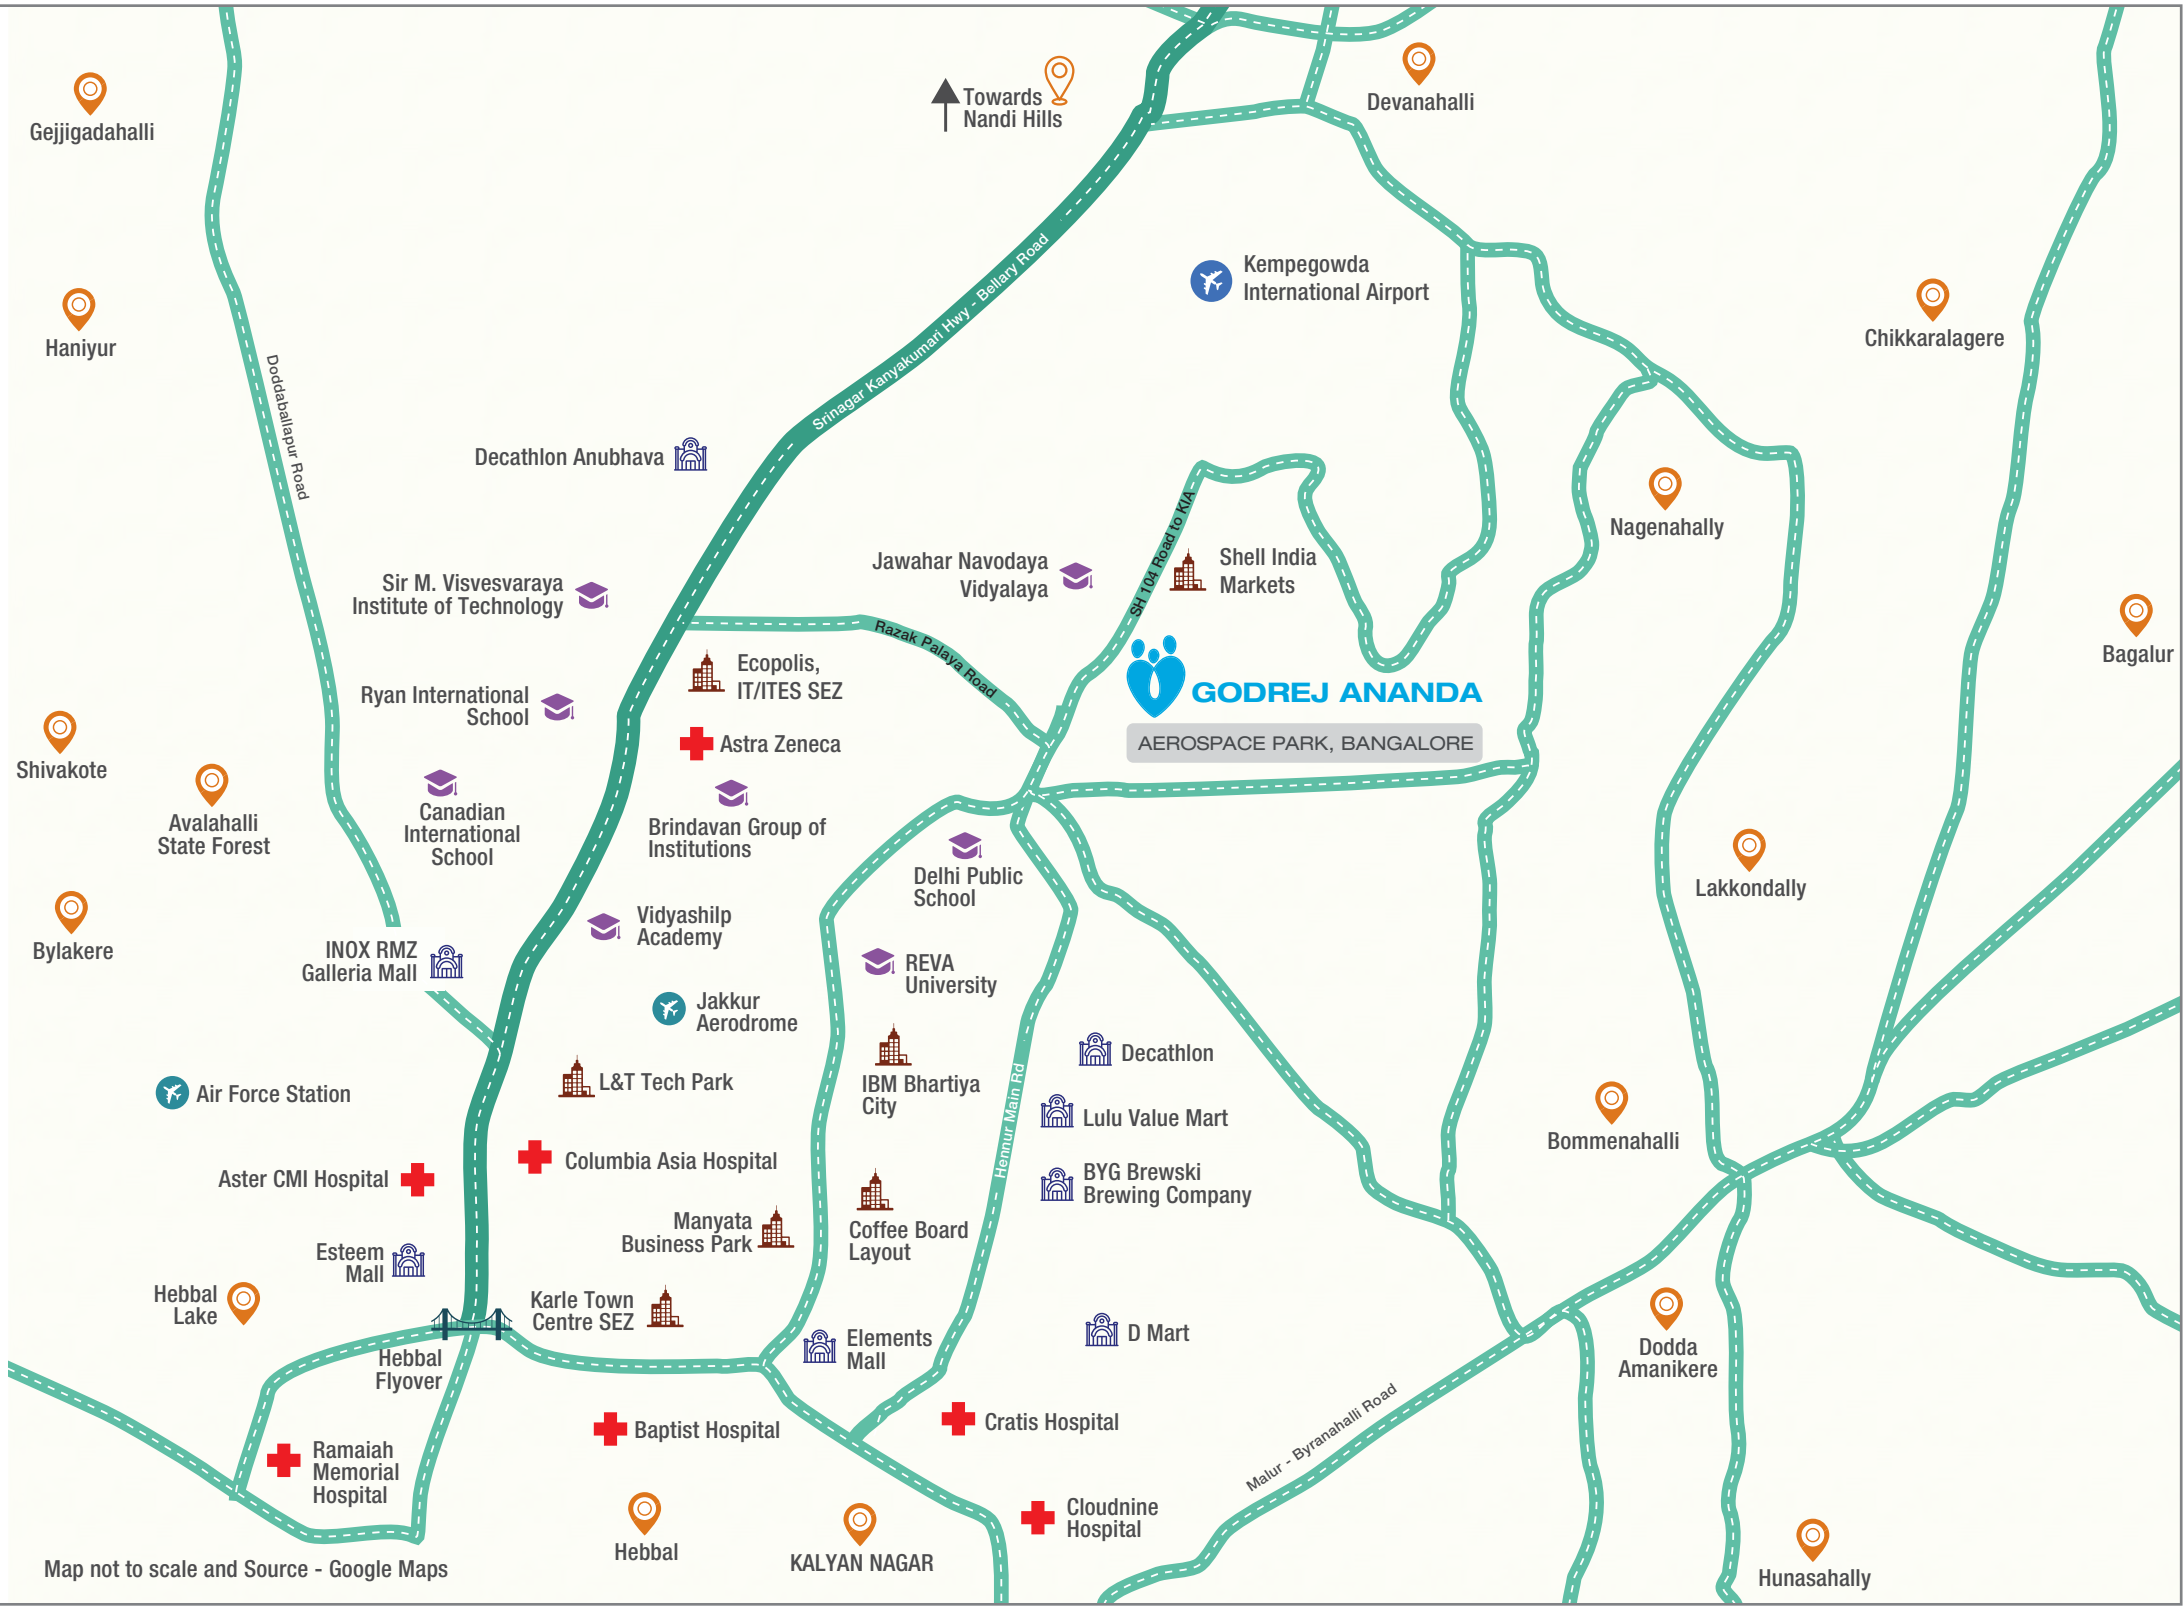 Gejjigadahalli
Towards
Nandi Hills
Devanahalli
Kempegowda
International Airport
Srinagar Kanyakumari Hwy - Bellary Road
Haniyur
Chikkaralagere
Doddaballapur Road
Decathlon Anubhava
Nagenahally
SH 104 Road to KIA
Jawahar Navodaya
Vidyalaya
Shell India
Markets
Sir M. Visvesvaraya
Institute of Technology
Razak Palaya Road
Bagalur
Ecopolis,
IT/ITES SEZ
Ryan International
School
GODREJ ANANDA
AEROSPACE PARK, BANGALORE
Astra Zeneca
Shivakote
Avalahalli
State Forest
Canadian
International
School
Brindavan Group of
Institutions
Delhi Public
School
Lakkondally
Bylakere
Vidyashilp
Academy
INOX RMZ
Galleria Mall
REVA
University
Jakkur
Aerodrome
Decathlon
Air Force Station
L&T Tech Park
IBM Bhartiya
City
Hennur Main Rd
Lulu Value Mart
Bommenahalli
Aster CMI Hospital
Columbia Asia Hospital
BYG Brewski
Brewing Company
Manyata
Business Park
Coffee Board
Layout
Esteem
Mall
Hebbal
Lake
Karle Town
Centre SEZ
Elements
Mall
D Mart
Dodda
Amanikere
Hebbal
Flyover
Malur - Byranahalli Road
Baptist Hospital
Cratis Hospital
Ramaiah
Memorial
Hospital
Cloudnine
Hospital
Hebbal
KALYAN NAGAR
Hunasahally
Map not to scale and Source - Google Maps